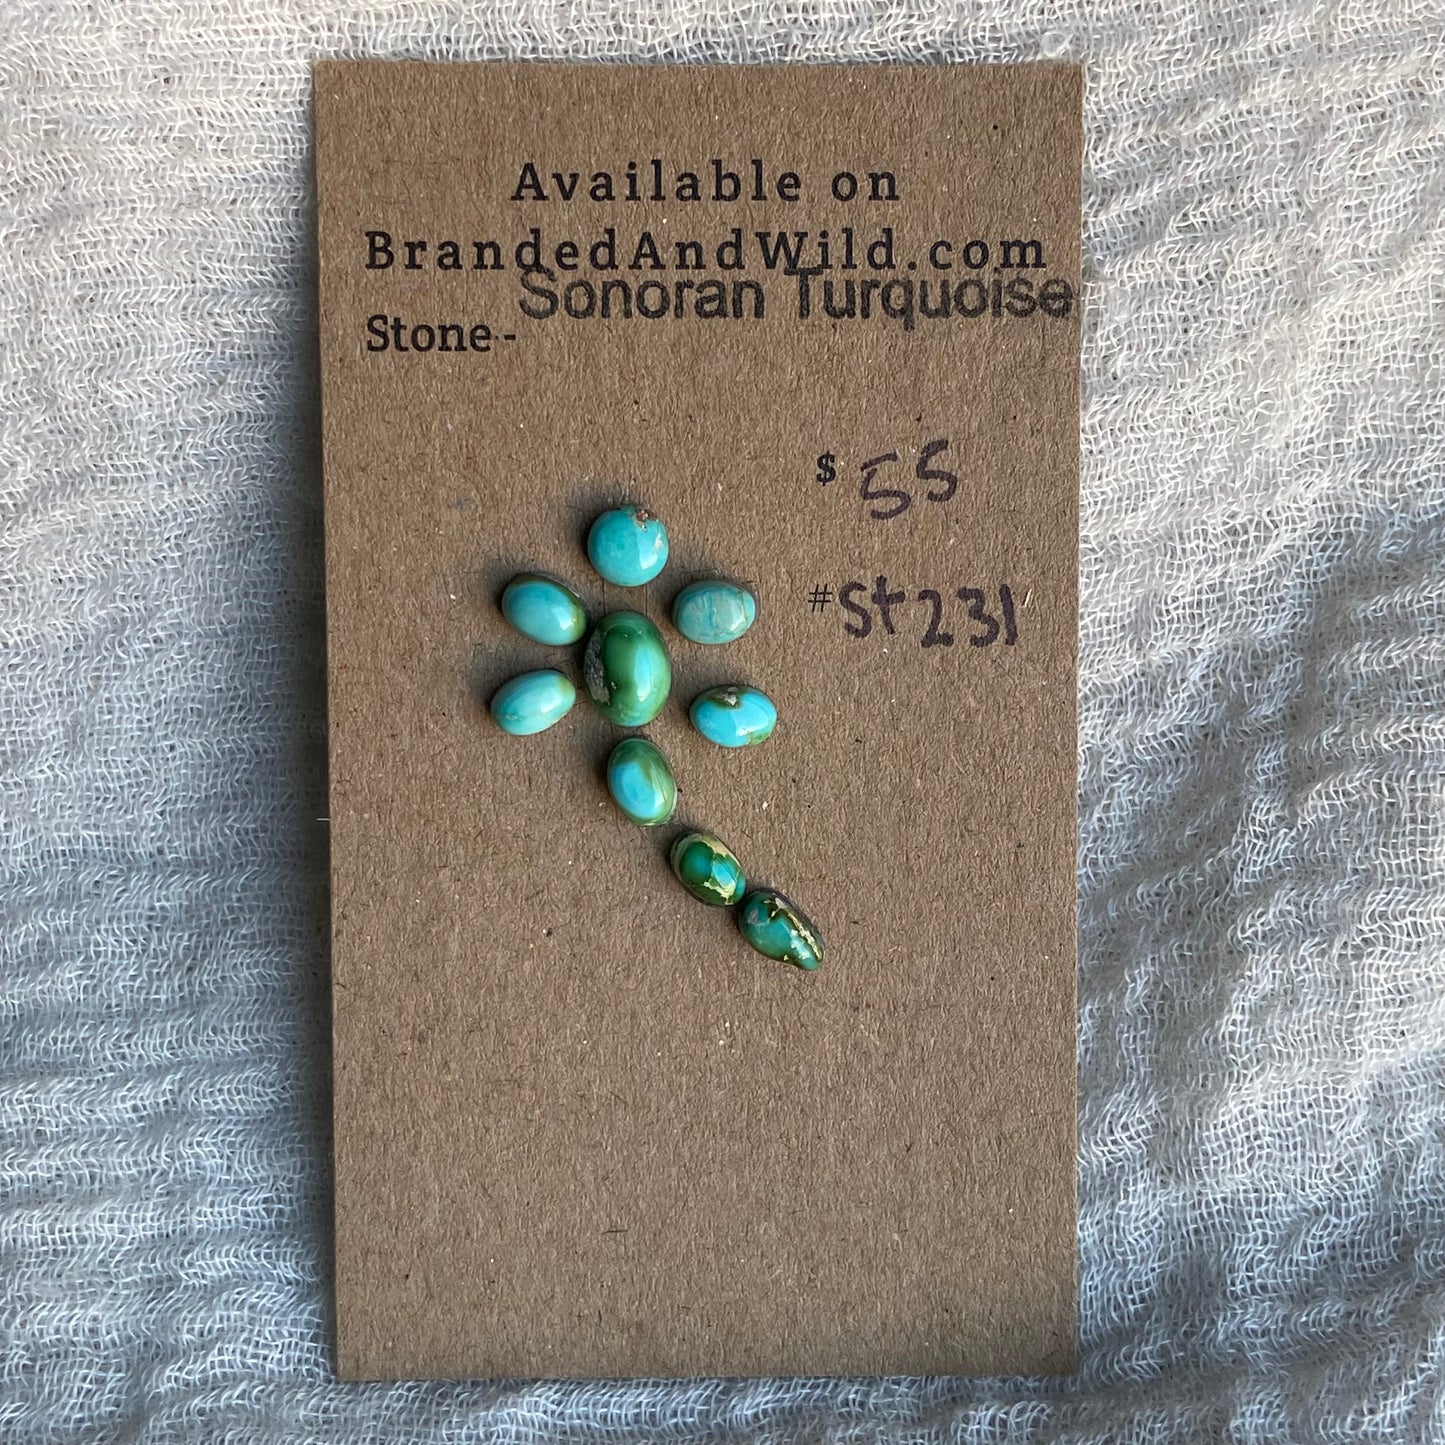 Available on
BrandedAndWild.com
Sonoran Turquoise
Stone-
$ 55
#St231